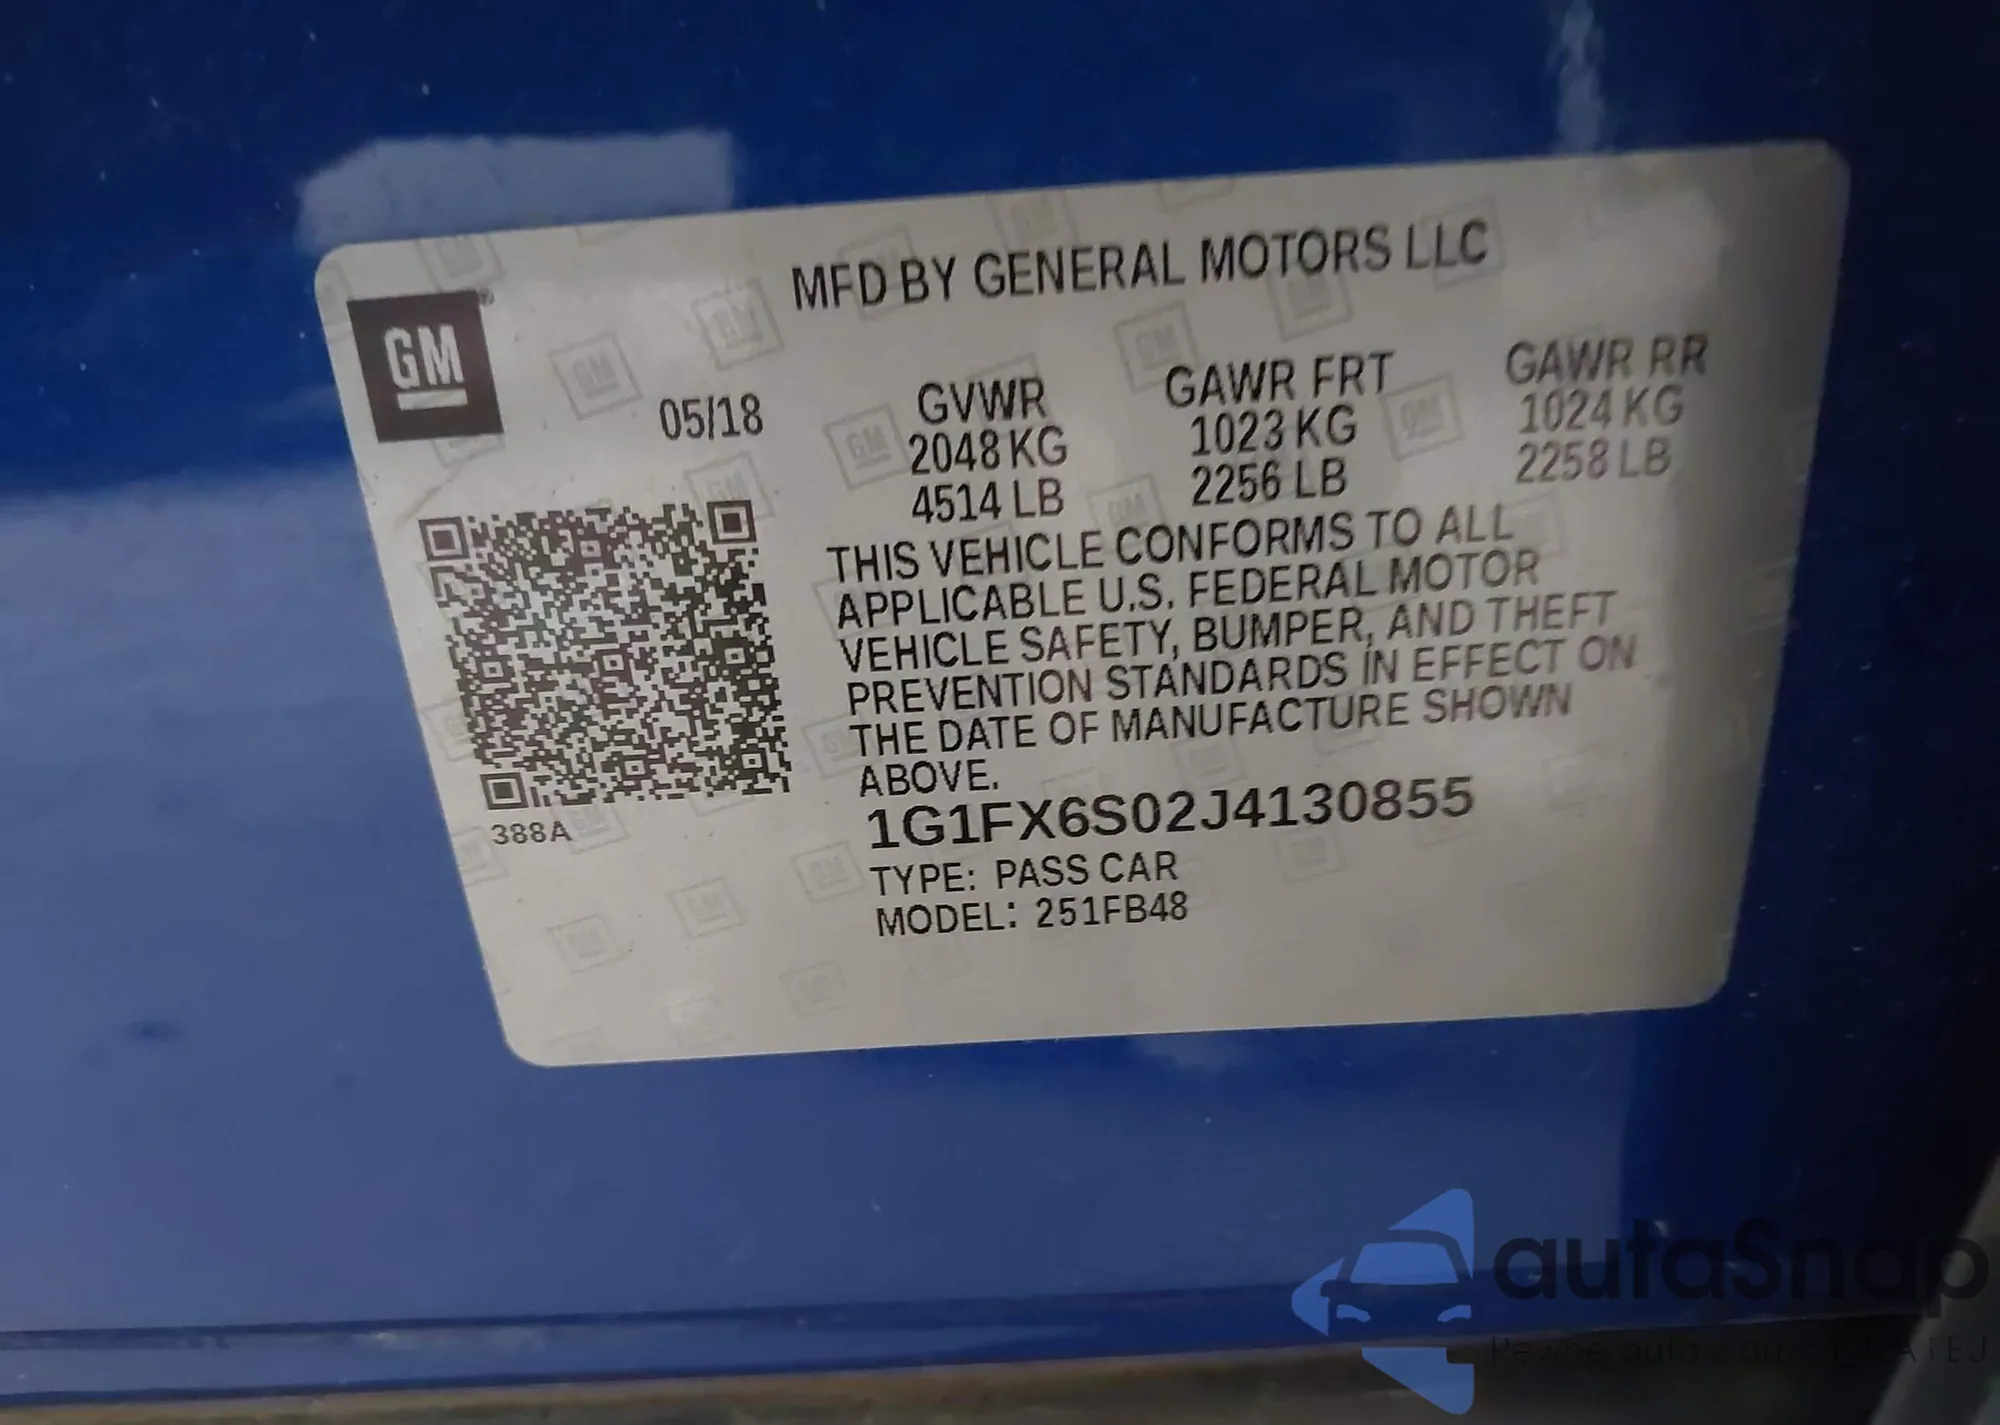 MFD BY GENERAL MOTORS LLC
GM
05/18
GVWR
2048 KG
4514 LB
GAWR FRT
1023 KG
2256 LB
GAWR RR
1024 KG
2258 LB
THIS VEHICLE CONFORMS TO ALL
APPLICABLE U.S. FEDERAL MOTOR
VEHICLE SAFETY, BUMPER, AND THEFT
PREVENTION STANDARDS IN EFFECT ON
THE DATE OF MANUFACTURE SHOWN
ABOVE.
388A
1G1FX6S02J4130855
TYPE: PASS CAR
MODEL: 251FB48
autaSnap
Pewne auta z